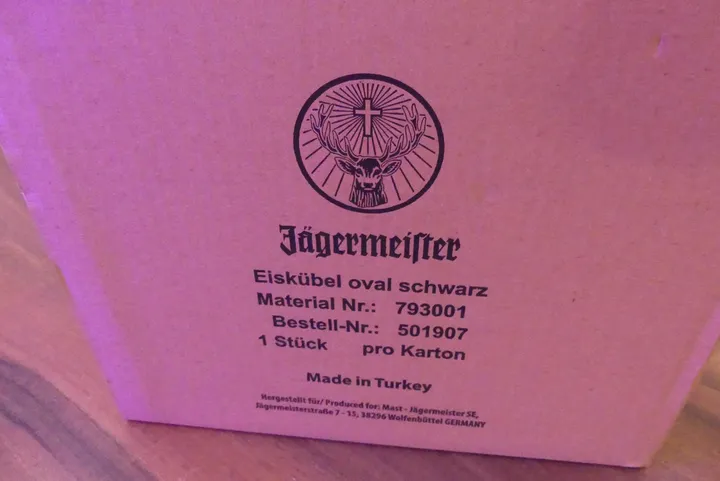 Jägermeiſter
Eiskübel oval schwarz
Material Nr.: 793001
Bestell-Nr.: 501907
1 Stück pro Karton
Made in Turkey
Hergestellt für/ Produced for: Mast - Jägermeister SE,
Jägermeisterstraße 7 - 15, 38296 Wolfenbüttel GERMANY